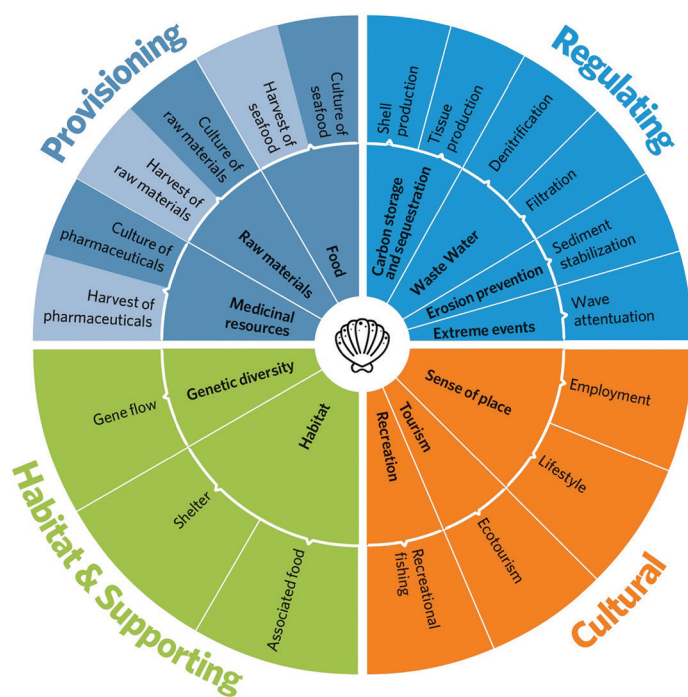 Provisioning
Harvest of
pharmaceuticals
Culture of
pharmaceuticals
Harvest of
raw materials
Culture of
raw materials
Harvest of
seafood
Culture of
seafood
Medicinal
resources
Raw materials
Food
Regulating
Shell
production
Tissue
production
Denitrification
Filtration
Sediment
stabilization
Wave
attentuation
Carbon storage
and sequestration
Waste Water
Erosion prevention
Extreme events
Cultural
Sense of place
Tourism
Recreation
Employment
Lifestyle
Ecotourism
Recreational
fishing
Habitat & Supporting
Genetic diversity
Habitat
Gene flow
Shelter
Associated food